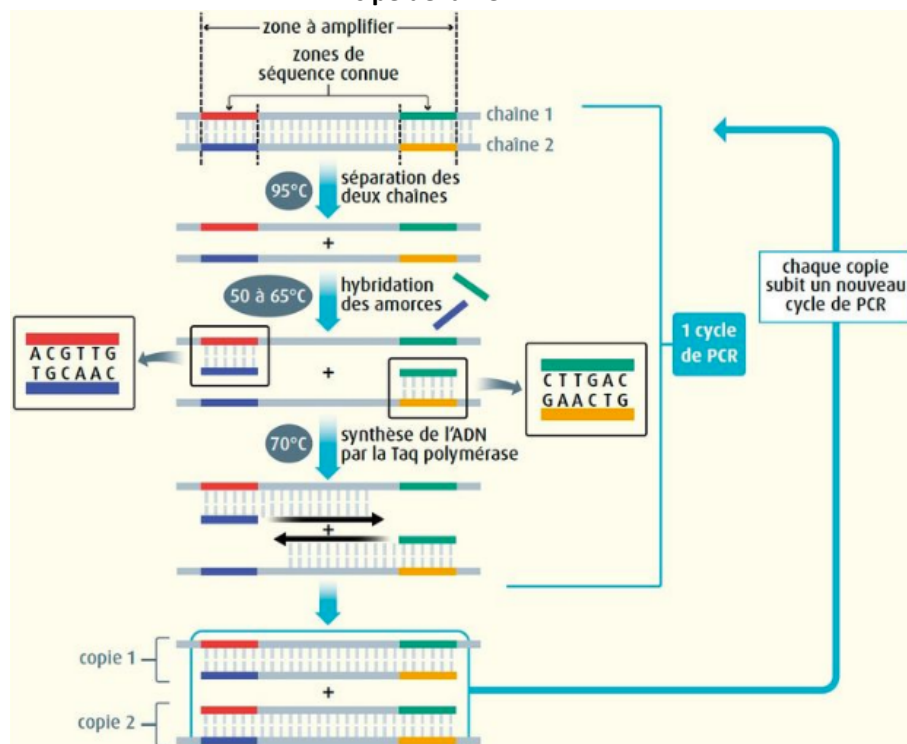 zone à amplifier
zones de
séquence connue
chaîne 1
chaîne 2
95°C
séparation des
deux chaînes
+
50 à 65°C
hybridation
des amorces
chaque copie
subit un nouveau
cycle de PCR
1 cycle
de PCR
ACGTTG
TGCAAC
+
CTTGAC
GAACTG
70°C
synthèse de l'ADN
par la Taq polymérase
+
copie 1
+
copie 2